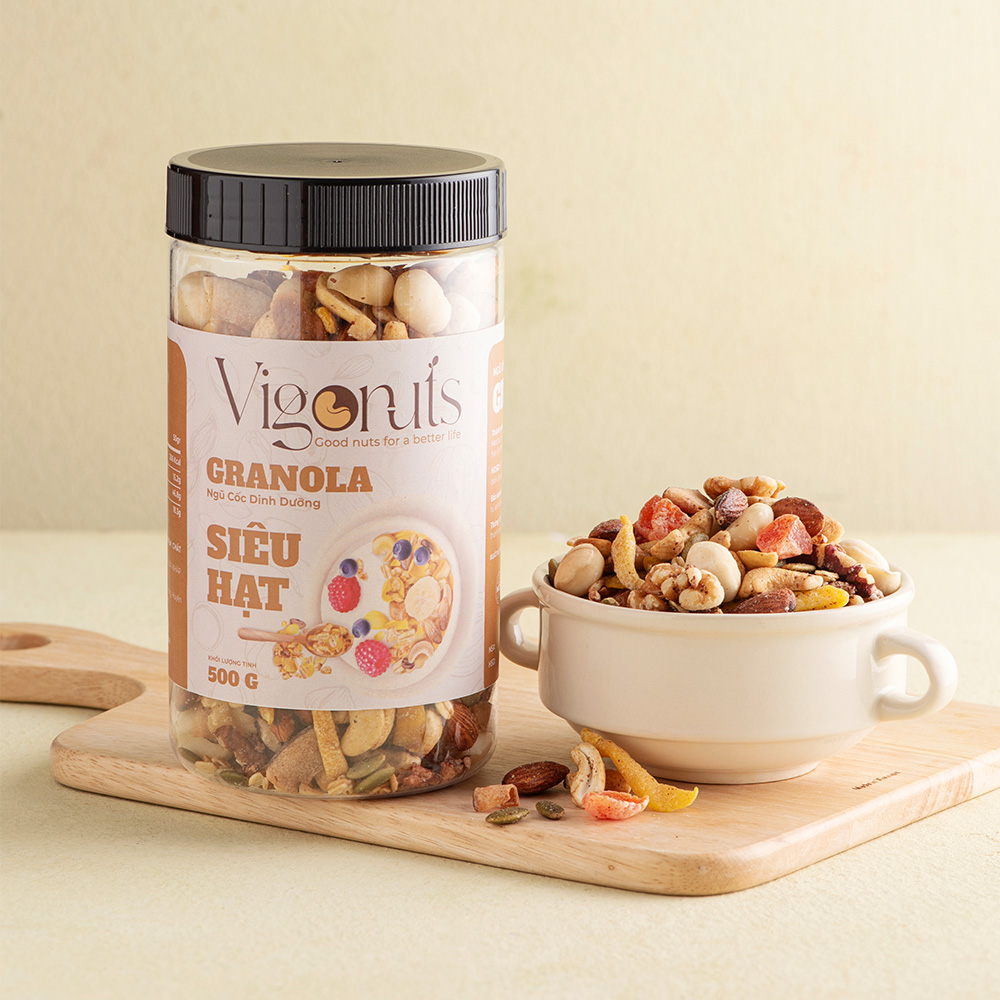 Vigonuts
Good nuts for a better life
GRANOLA
Ngũ Cốc Dinh Dưỡng
SIÊU
HẠT
KHỐI LƯỢNG TỊNH
500 G